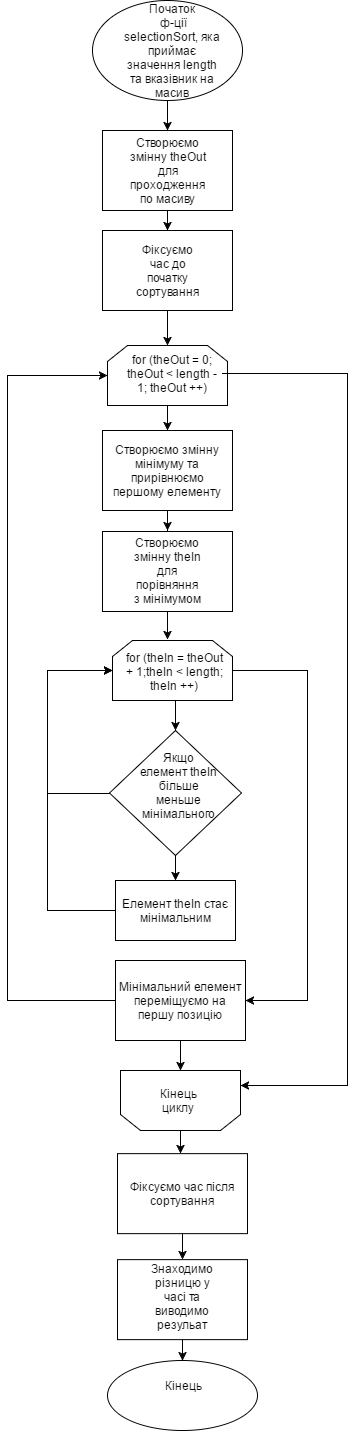 Початок
ф-ції
selectionSort, яка
приймає
значення length
та вказівник на
масив
Створюємо
змінну theOut
для
проходження
по масиву
Фіксуємо
час до
початку
сортування
for (theOut = 0;
theOut < length -
1; theOut ++)
Створюємо змінну
мінімуму та
прирівнюємо
першому елементу
Створюємо
змінну theIn
для
порівняння
з мінімумом
for (theIn = theOut
+ 1;theIn < length;
theIn ++)
Якщо
елемент theIn
більше
меньше
мінімального
Елемент theIn стає
мінімальним
Мінімальний елемент
переміщуємо на
першу позицію
Кінець
циклу
Фіксуємо час після
сортування
Знаходимо
різницю у
часі та
виводимо
резульат
Кінець